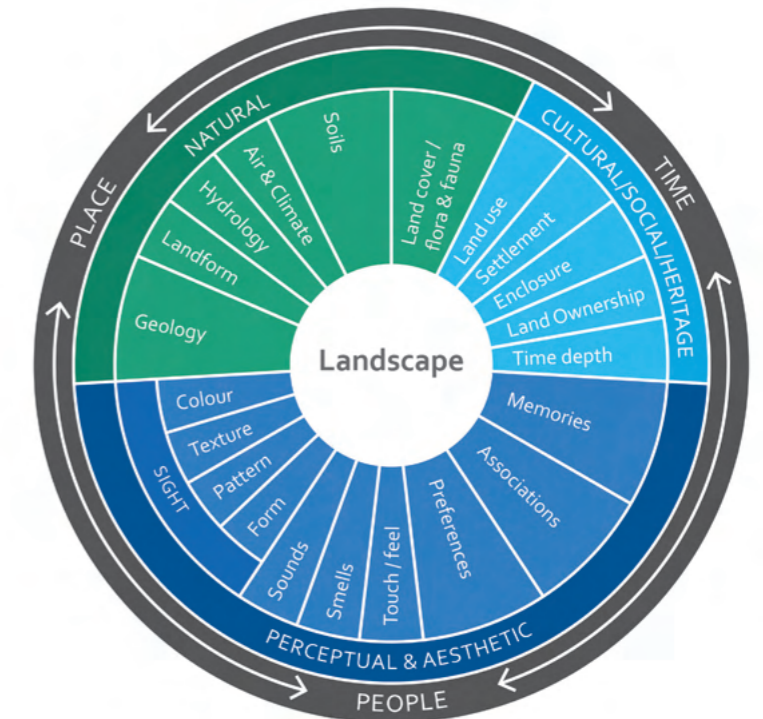 PLACE
TIME
PEOPLE
NATURAL
CULTURAL/SOCIAL/HERITAGE
PERCEPTUAL & AESTHETIC
SIGHT
Landscape
Geology
Landform
Hydrology
Air & Climate
Soils
Land cover /
flora & fauna
Land use
Settlement
Enclosure
Land Ownership
Time depth
Memories
Associations
Preferences
Touch / feel
Smells
Sounds
Form
Pattern
Texture
Colour